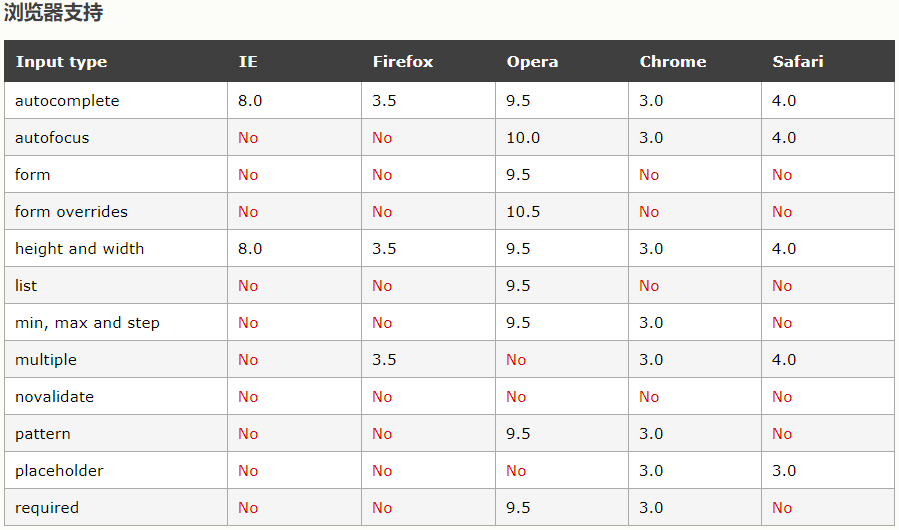 浏览器支持
Input type IE Firefox Opera Chrome Safari
autocomplete 8.0 3.5 9.5 3.0 4.0
autofocus No No 10.0 3.0 4.0
form No No 9.5 No No
form overrides No No 10.5 No No
height and width 8.0 3.5 9.5 3.0 4.0
list No No 9.5 No No
min, max and step No No 9.5 3.0 No
multiple No 3.5 No 3.0 4.0
novalidate No No No No No
pattern No No 9.5 3.0 No
placeholder No No No 3.0 3.0
required No No 9.5 3.0 No